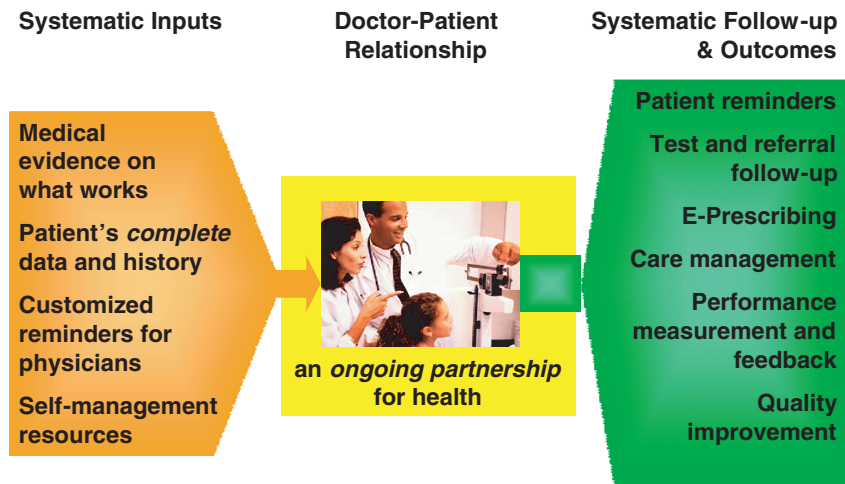 Systematic Inputs
Doctor-Patient
Relationship
Systematic Follow-up
& Outcomes
Medical
evidence on
what works
Patient’s complete
data and history
Customized
reminders for
physicians
Self-management
resources
an ongoing partnership
for health
Patient reminders
Test and referral
follow-up
E-Prescribing
Care management
Performance
measurement and
feedback
Quality
improvement